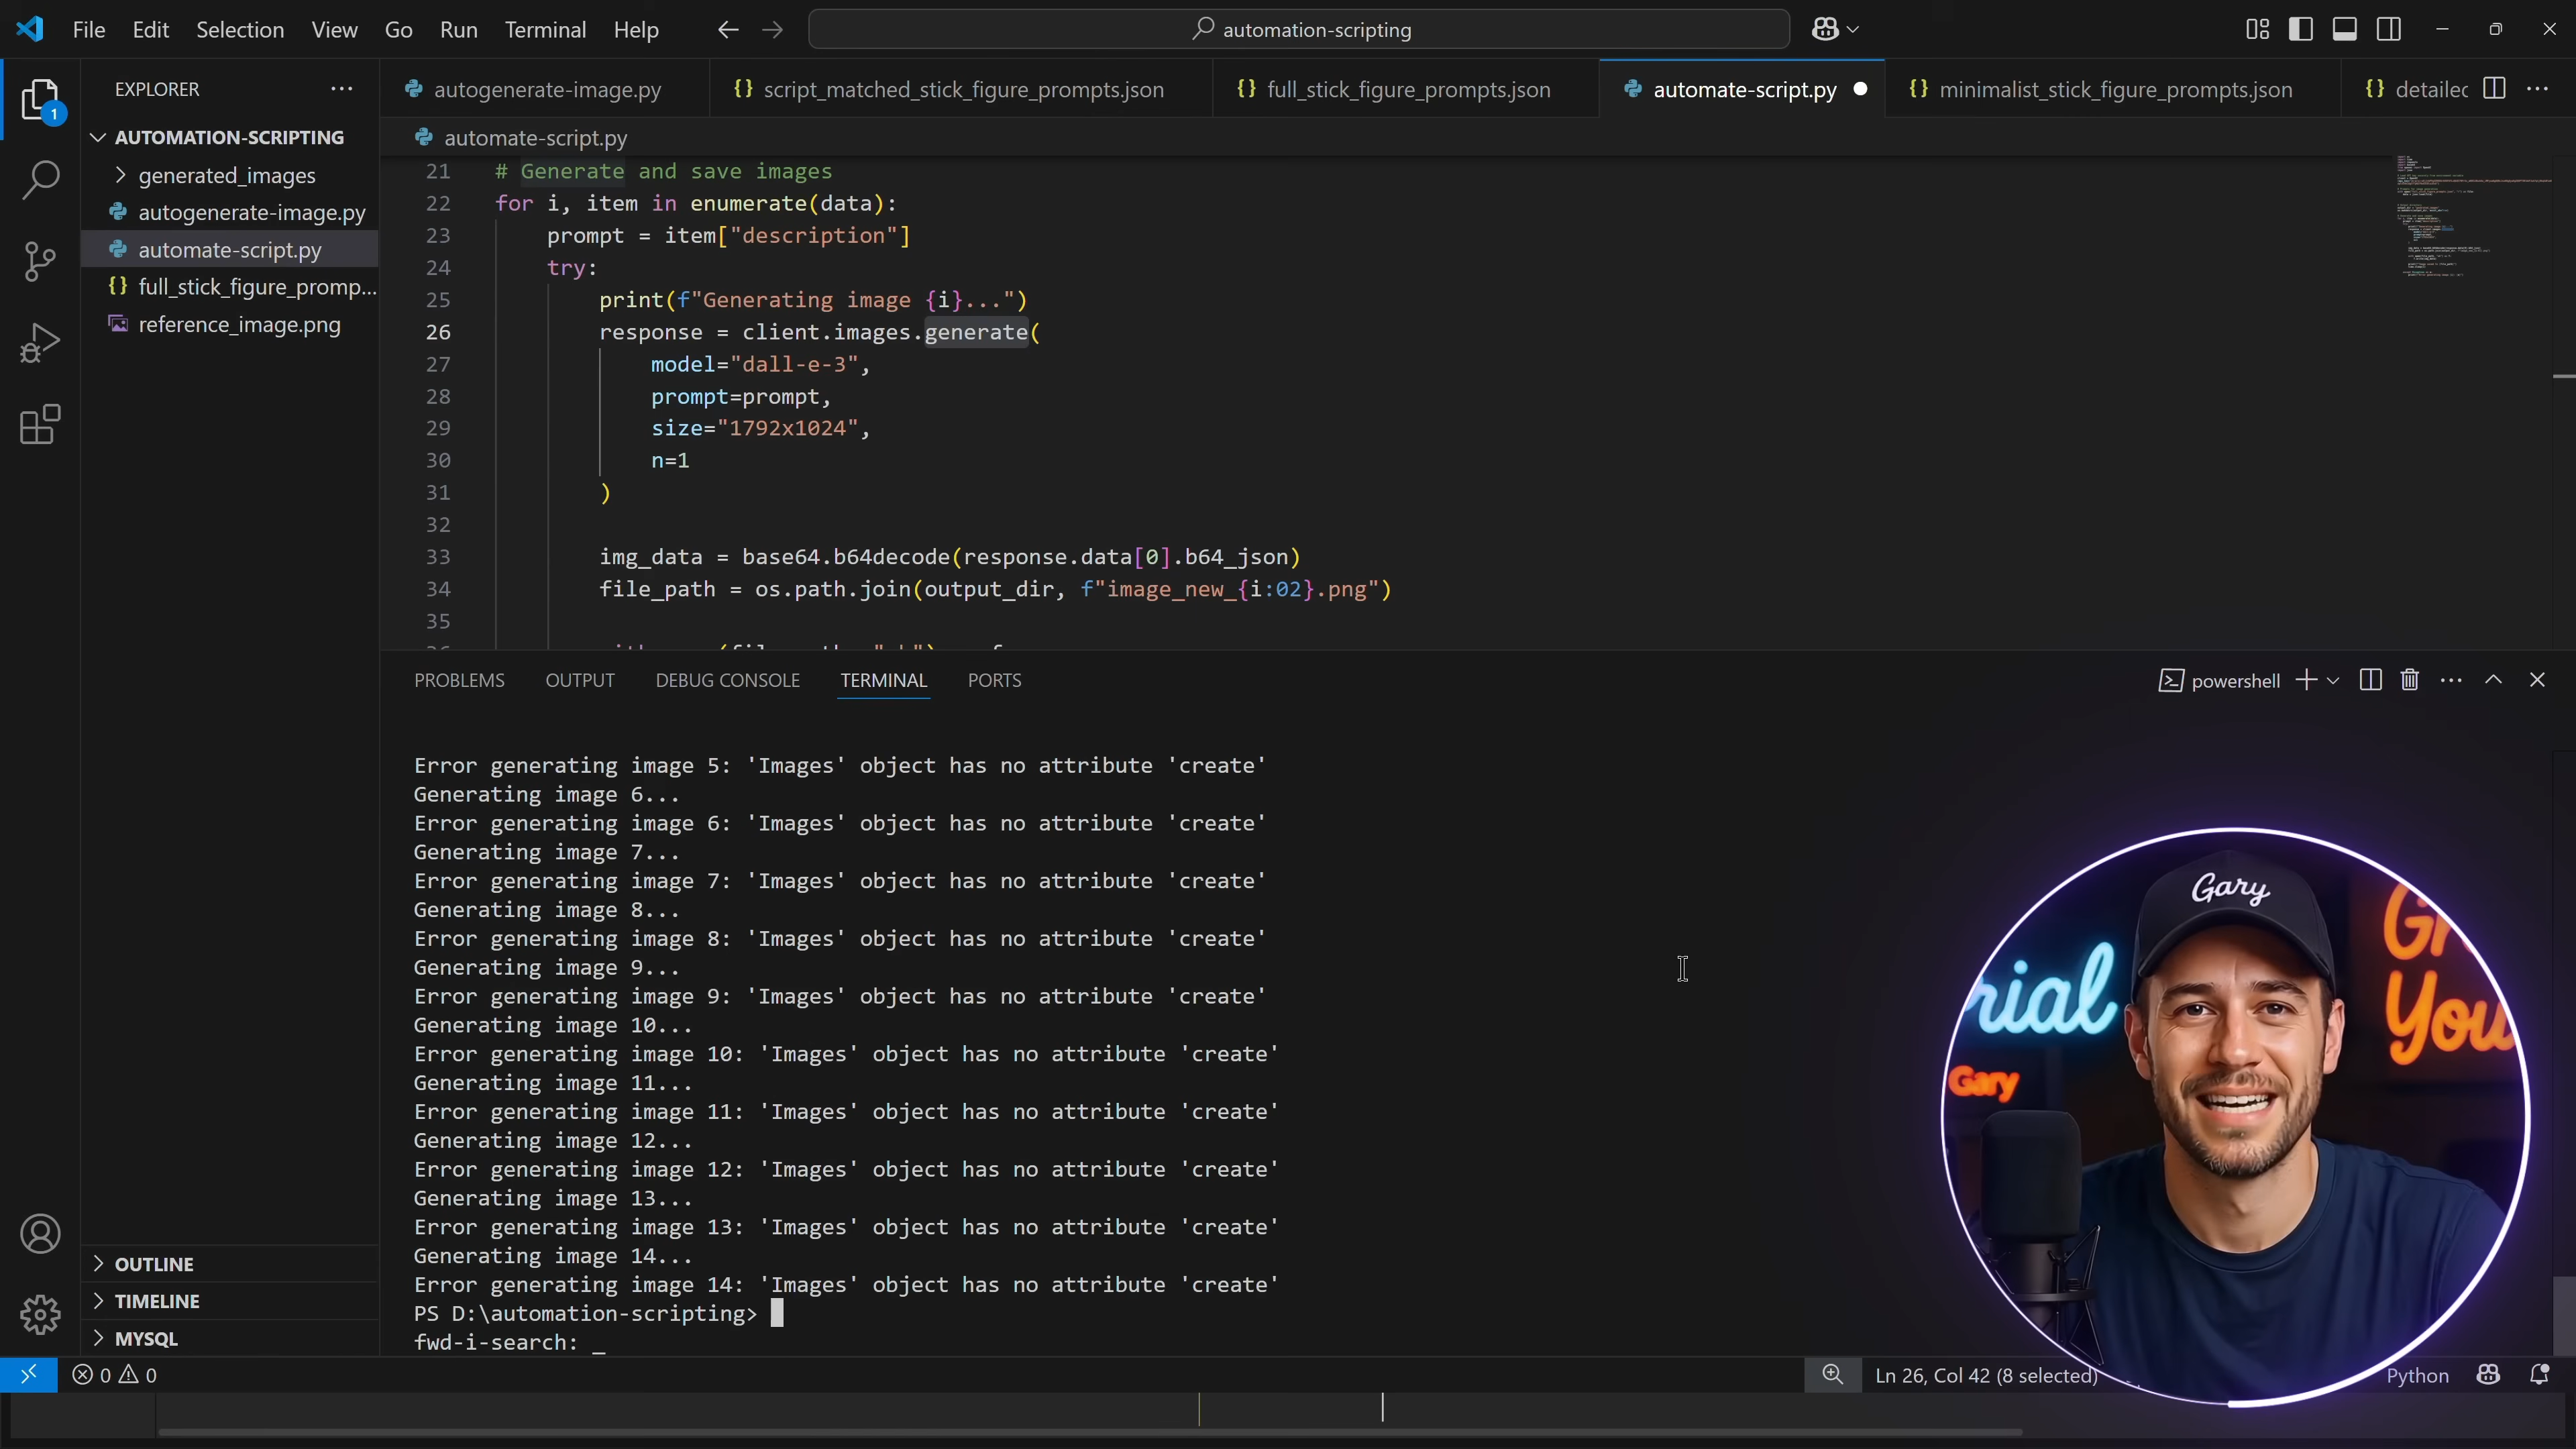 File Edit Selection View Go Run Terminal Help
automation-scripting
EXPLORER
1
AUTOMATION-SCRIPTING
generated_images
autogenerate-image.py
automate-script.py
full_stick_figure_promp...
reference_image.png
OUTLINE
TIMELINE
MYSQL
autogenerate-image.py
script_matched_stick_figure_prompts.json
full_stick_figure_prompts.json
automate-script.py
minimalist_stick_figure_prompts.json
detailed
automate-script.py
21 # Generate and save images
22 for i, item in enumerate(data):
23 prompt = item["description"]
24 try:
25 print(f"Generating image {i}...")
26 response = client.images.generate(
27 model="dall-e-3",
28 prompt=prompt,
29 size="1792x1024",
30 n=1
31 )
32
33 img_data = base64.b64decode(response.data[0].b64_json)
34 file_path = os.path.join(output_dir, f"image_new_{i:02}.png")
35
PROBLEMS OUTPUT DEBUG CONSOLE TERMINAL PORTS
powershell
Error generating image 5: 'Images' object has no attribute 'create'
Generating image 6...
Error generating image 6: 'Images' object has no attribute 'create'
Generating image 7...
Error generating image 7: 'Images' object has no attribute 'create'
Generating image 8...
Error generating image 8: 'Images' object has no attribute 'create'
Generating image 9...
Error generating image 9: 'Images' object has no attribute 'create'
Generating image 10...
Error generating image 10: 'Images' object has no attribute 'create'
Generating image 11...
Error generating image 11: 'Images' object has no attribute 'create'
Generating image 12...
Error generating image 12: 'Images' object has no attribute 'create'
Generating image 13...
Error generating image 13: 'Images' object has no attribute 'create'
Generating image 14...
Error generating image 14: 'Images' object has no attribute 'create'
PS D:\automation-scripting>
fwd-i-search: _
Gary
rial
Gary
Gr
You
0 0
Ln 26, Col 42 (8 selected)
Python